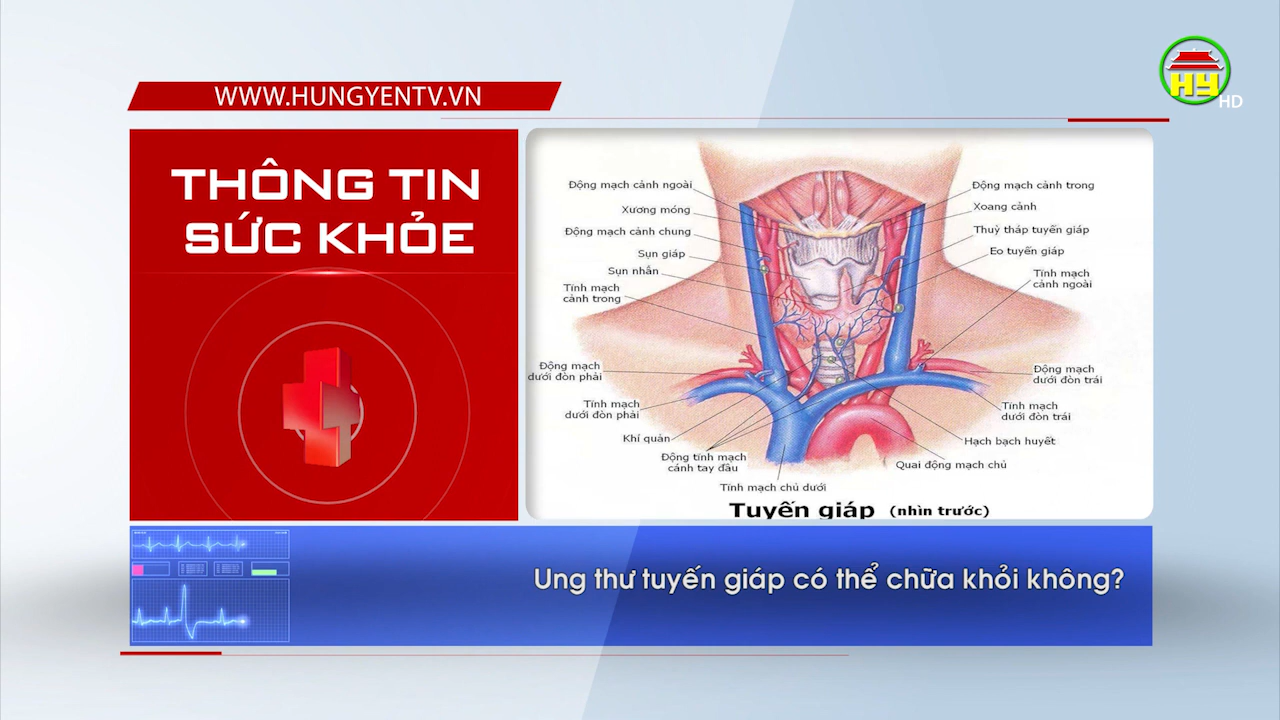 WWW.HUNGYENTV.VN
HY
HD
THÔNG TIN
SỨC KHỎE
Động mạch cảnh ngoài
Xương móng
Động mạch cảnh chung
Sụn giáp
Sụn nhẫn
Tĩnh mạch
cảnh trong
Động mạch
dưới đòn phải
Tĩnh mạch
dưới đòn phải
Khí quản
Động tĩnh mạch
cánh tay đầu
Tĩnh mạch chủ dưới
Động mạch cảnh trong
Xoang cảnh
Thuỳ tháp tuyến giáp
Eo tuyến giáp
Tĩnh mạch
cảnh ngoài
Động mạch
dưới đòn trái
Tĩnh mạch
dưới đòn trái
Hạch bạch huyết
Quai động mạch chủ
Tuyến giáp (nhìn trước)
Ung thư tuyến giáp có thể chữa khỏi không?